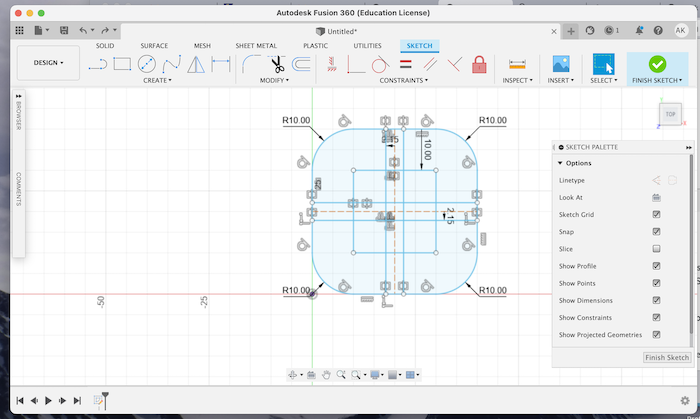 Autodesk Fusion 360 (Education License)
Untitled*
1
AK
SOLID SURFACE MESH SHEET METAL PLASTIC UTILITIES SKETCH
DESIGN
CREATE MODIFY CONSTRAINTS INSPECT INSERT SELECT FINISH SKETCH
BROWSER
COMMENTS
TOP
Z
X
R10.00
R10.00
2.15
10.00
25
2.15
R10.00
R10.00
-50
-25
SKETCH PALETTE
Options
Linetype
Look At
Sketch Grid
Snap
Slice
Show Profile
Show Points
Show Dimensions
Show Constraints
Show Projected Geometries
Finish Sketch